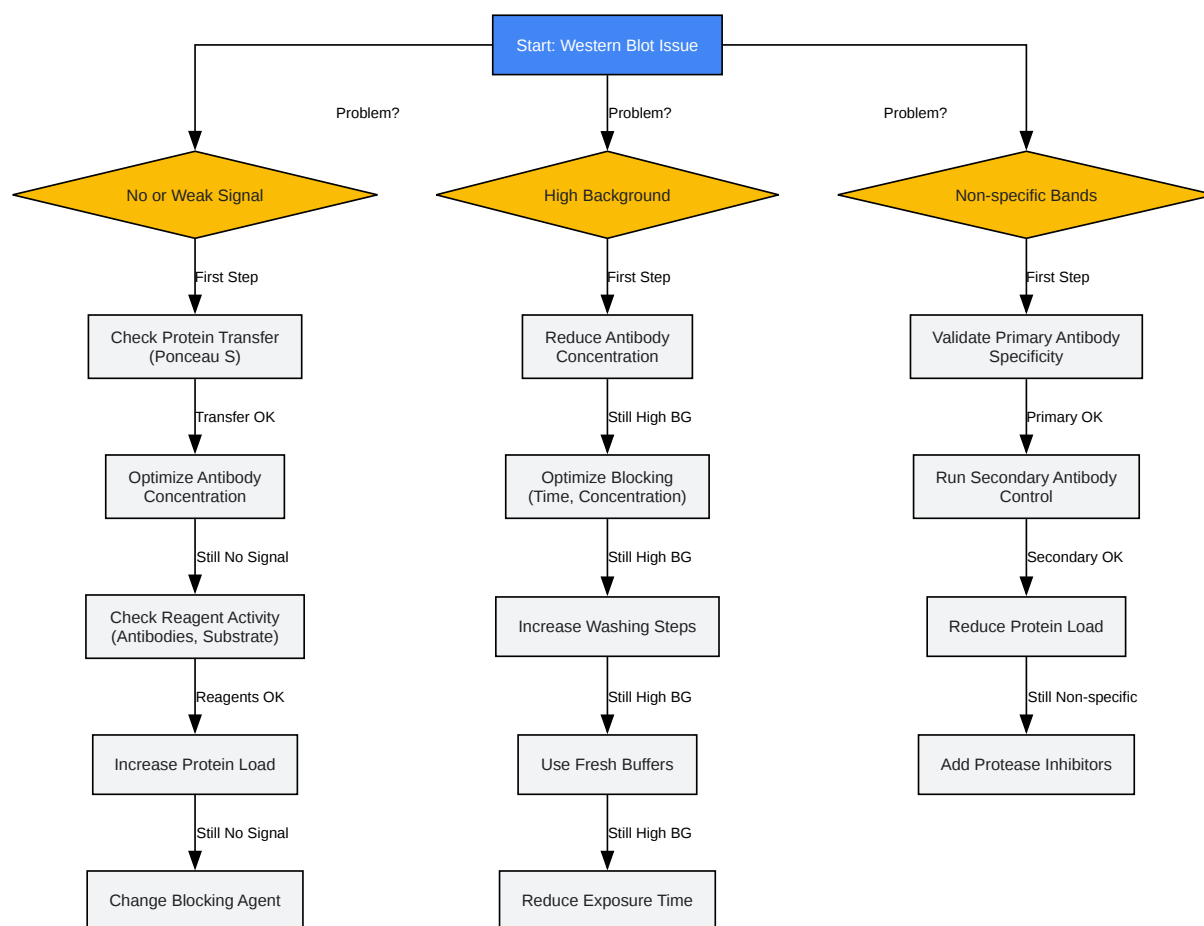 Start: Western Blot Issue
Problem?
Problem?
Problem?
No or Weak Signal
High Background
Non-specific Bands
First Step
First Step
First Step
Check Protein Transfer
(Ponceau S)
Reduce Antibody
Concentration
Validate Primary Antibody
Specificity
Transfer OK
Still High BG
Primary OK
Optimize Antibody
Concentration
Optimize Blocking
(Time, Concentration)
Run Secondary Antibody
Control
Still No Signal
Still High BG
Secondary OK
Check Reagent Activity
(Antibodies, Substrate)
Increase Washing Steps
Reduce Protein Load
Reagents OK
Still High BG
Still Non-specific
Increase Protein Load
Use Fresh Buffers
Add Protease Inhibitors
Still No Signal
Still High BG
Change Blocking Agent
Reduce Exposure Time